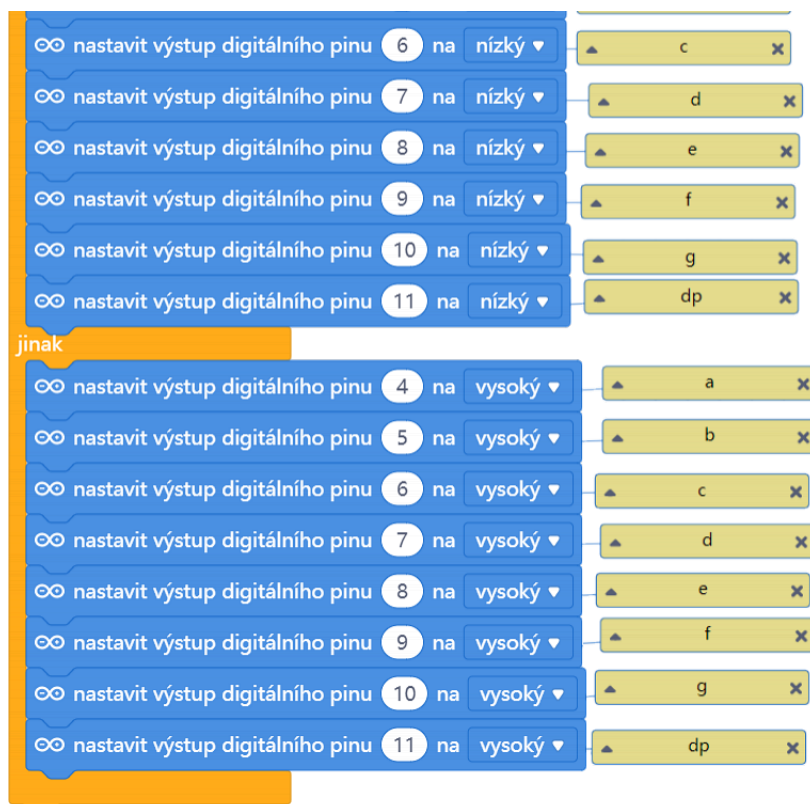 nastavit výstup digitálního pinu 6 na nízký c
nastavit výstup digitálního pinu 7 na nízký d
nastavit výstup digitálního pinu 8 na nízký e
nastavit výstup digitálního pinu 9 na nízký f
nastavit výstup digitálního pinu 10 na nízký g
nastavit výstup digitálního pinu 11 na nízký dp
jinak
nastavit výstup digitálního pinu 4 na vysoký a
nastavit výstup digitálního pinu 5 na vysoký b
nastavit výstup digitálního pinu 6 na vysoký c
nastavit výstup digitálního pinu 7 na vysoký d
nastavit výstup digitálního pinu 8 na vysoký e
nastavit výstup digitálního pinu 9 na vysoký f
nastavit výstup digitálního pinu 10 na vysoký g
nastavit výstup digitálního pinu 11 na vysoký dp